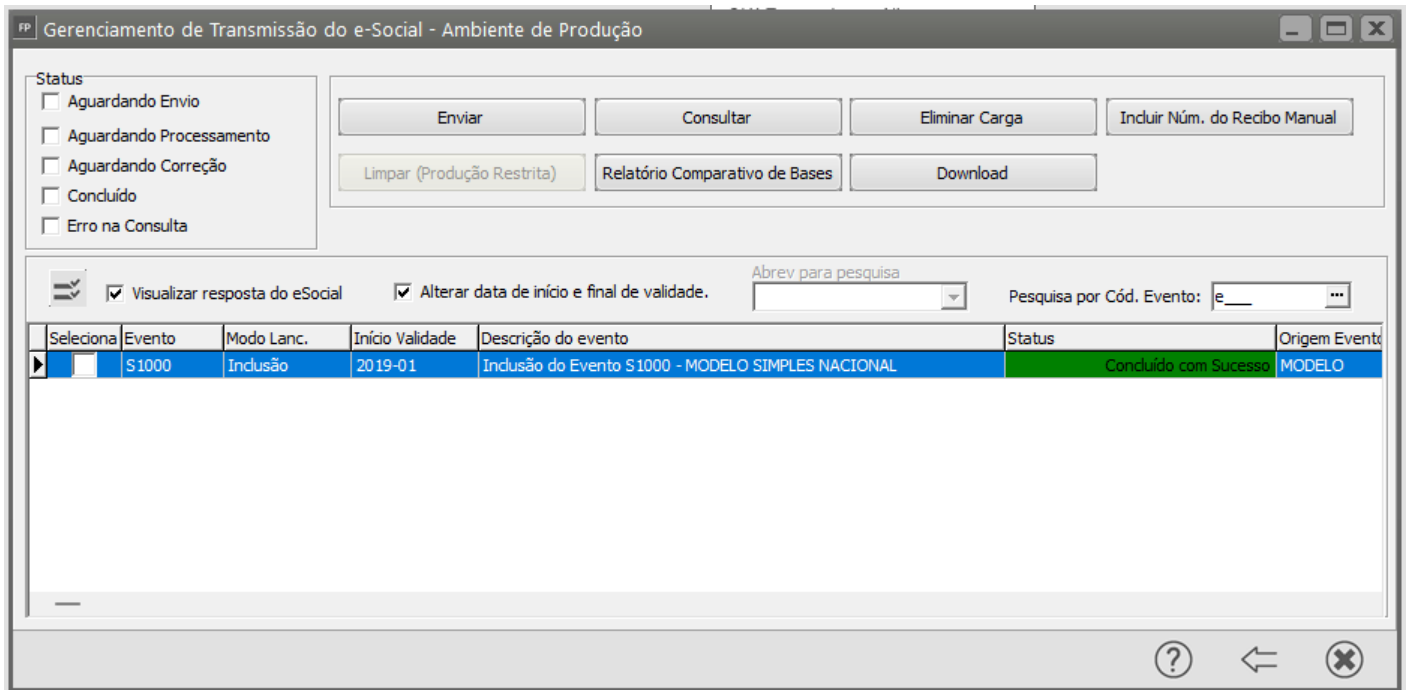 FP Gerenciamento de Transmissão do e-Social - Ambiente de Produção
Status
Aguardando Envio
Aguardando Processamento
Aguardando Correção
Concluído
Erro na Consulta
Enviar Consultar Eliminar Carga Incluir Núm. do Recibo Manual
Limpar (Produção Restrita) Relatório Comparativo de Bases Download
Abrev para pesquisa
Visualizar resposta do eSocial Alterar data de início e final de validade. Pesquisa por Cód. Evento: e___ ...
Seleciona Evento Modo Lanc. Início Validade Descrição do evento Status Origem Evento
S1000 Inclusão 2019-01 Inclusão do Evento S1000 - MODELO SIMPLES NACIONAL Concluído com Sucesso MODELO
?